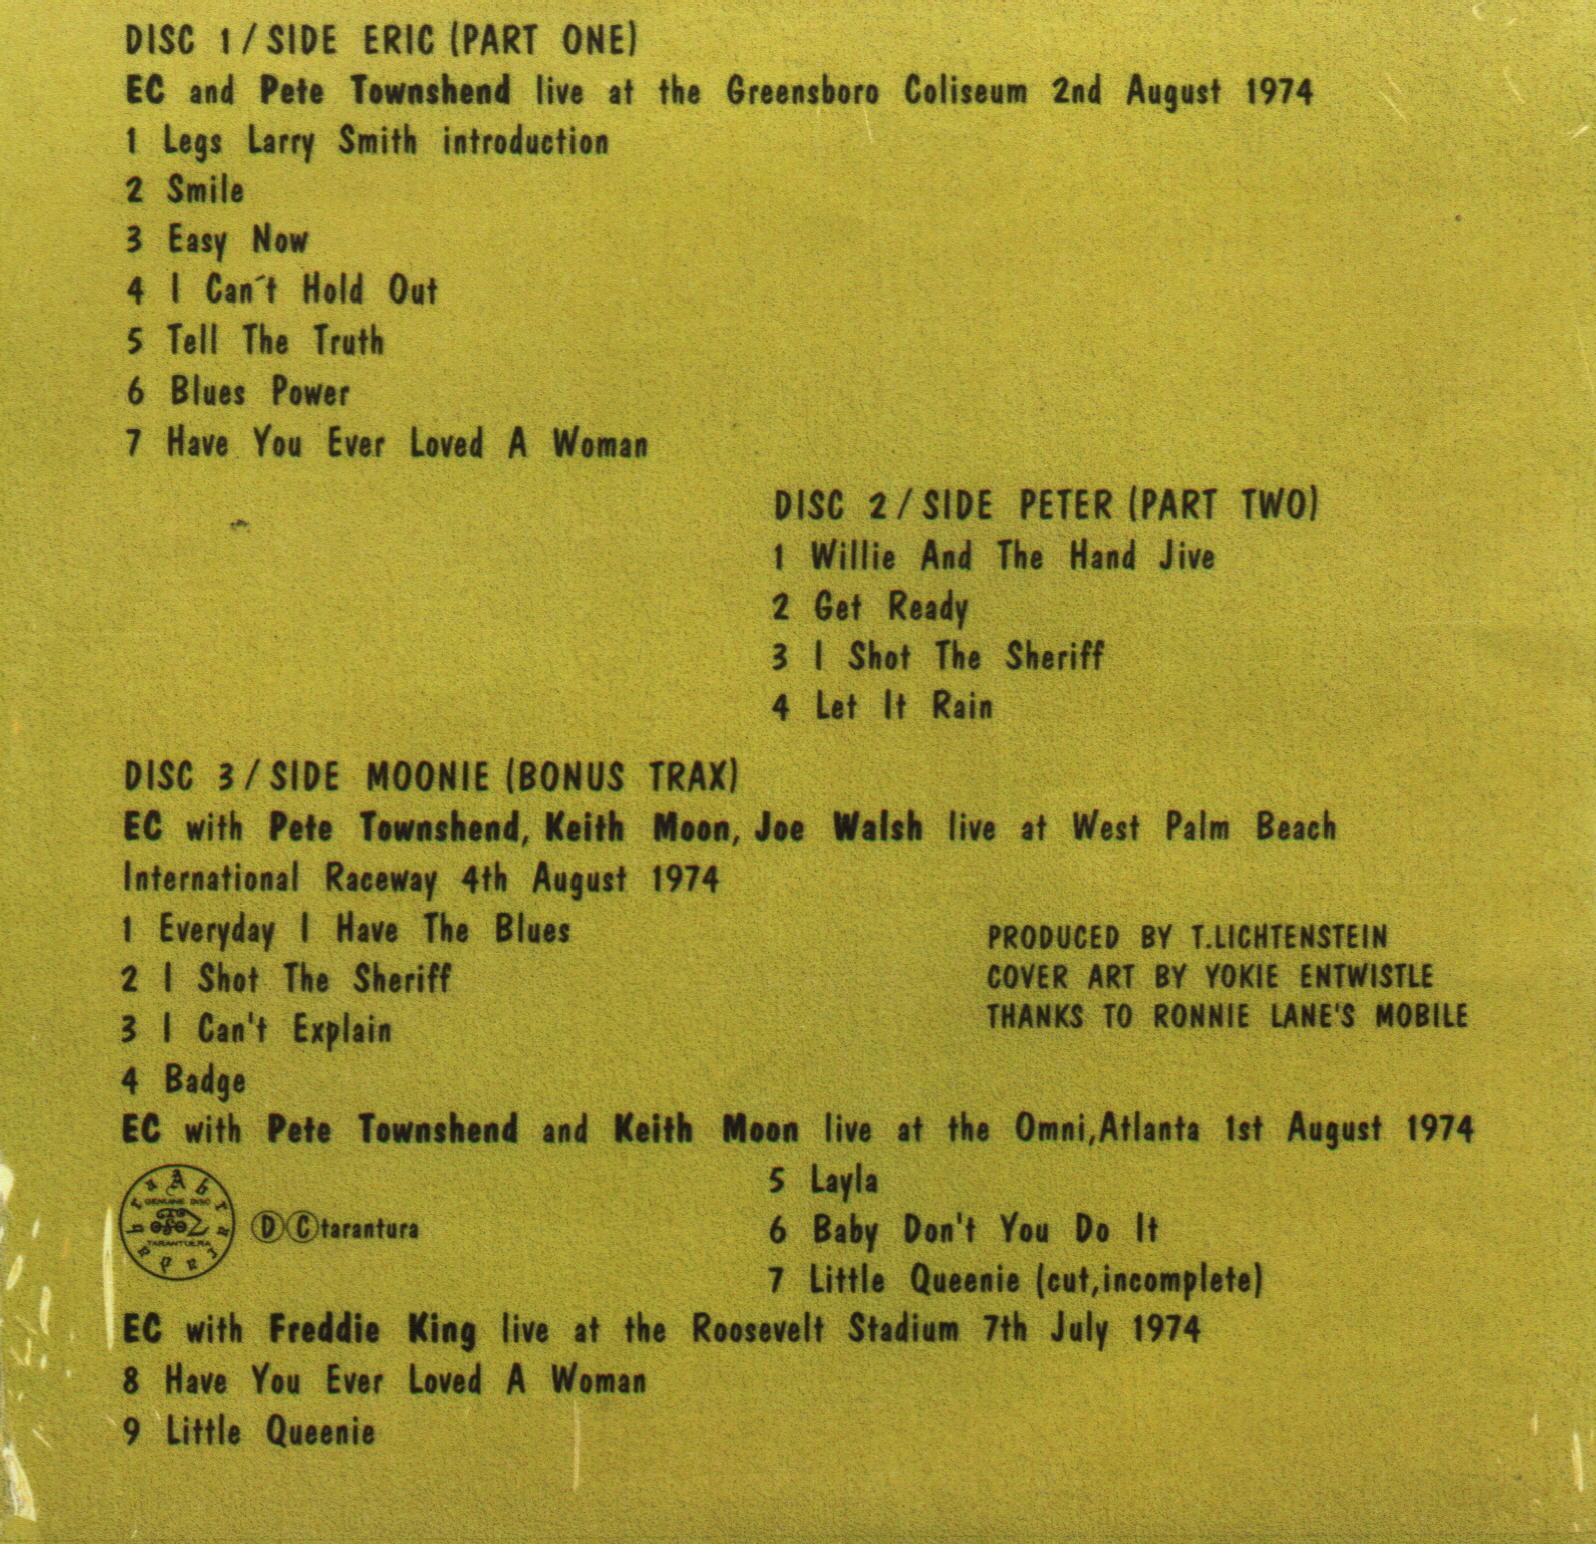 DISC 1 / SIDE ERIC (PART ONE)
EC and Pete Townshend live at the Greensboro Coliseum 2nd August 1974
1 Legs Larry Smith introduction
2 Smile
3 Easy Now
4 I Can´t Hold Out
5 Tell The Truth
6 Blues Power
7 Have You Ever Loved A Woman
DISC 2 / SIDE PETER (PART TWO)
1 Willie And The Hand Jive
2 Get Ready
3 I Shot The Sheriff
4 Let It Rain
DISC 3 / SIDE MOONIE (BONUS TRAX)
EC with Pete Townshend, Keith Moon, Joe Walsh live at West Palm Beach
International Raceway 4th August 1974
1 Everyday I Have The Blues
2 I Shot The Sheriff
3 I Can't Explain
4 Badge
PRODUCED BY T.LICHTENSTEIN
COVER ART BY YOKIE ENTWISTLE
THANKS TO RONNIE LANE'S MOBILE
EC with Pete Townshend and Keith Moon live at the Omni,Atlanta 1st August 1974
5 Layla
6 Baby Don't You Do It
7 Little Queenie (cut,incomplete)
GENUINE DISC
TARANTURA
Ⓓ Ⓒ tarantura
EC with Freddie King live at the Roosevelt Stadium 7th July 1974
8 Have You Ever Loved A Woman
9 Little Queenie